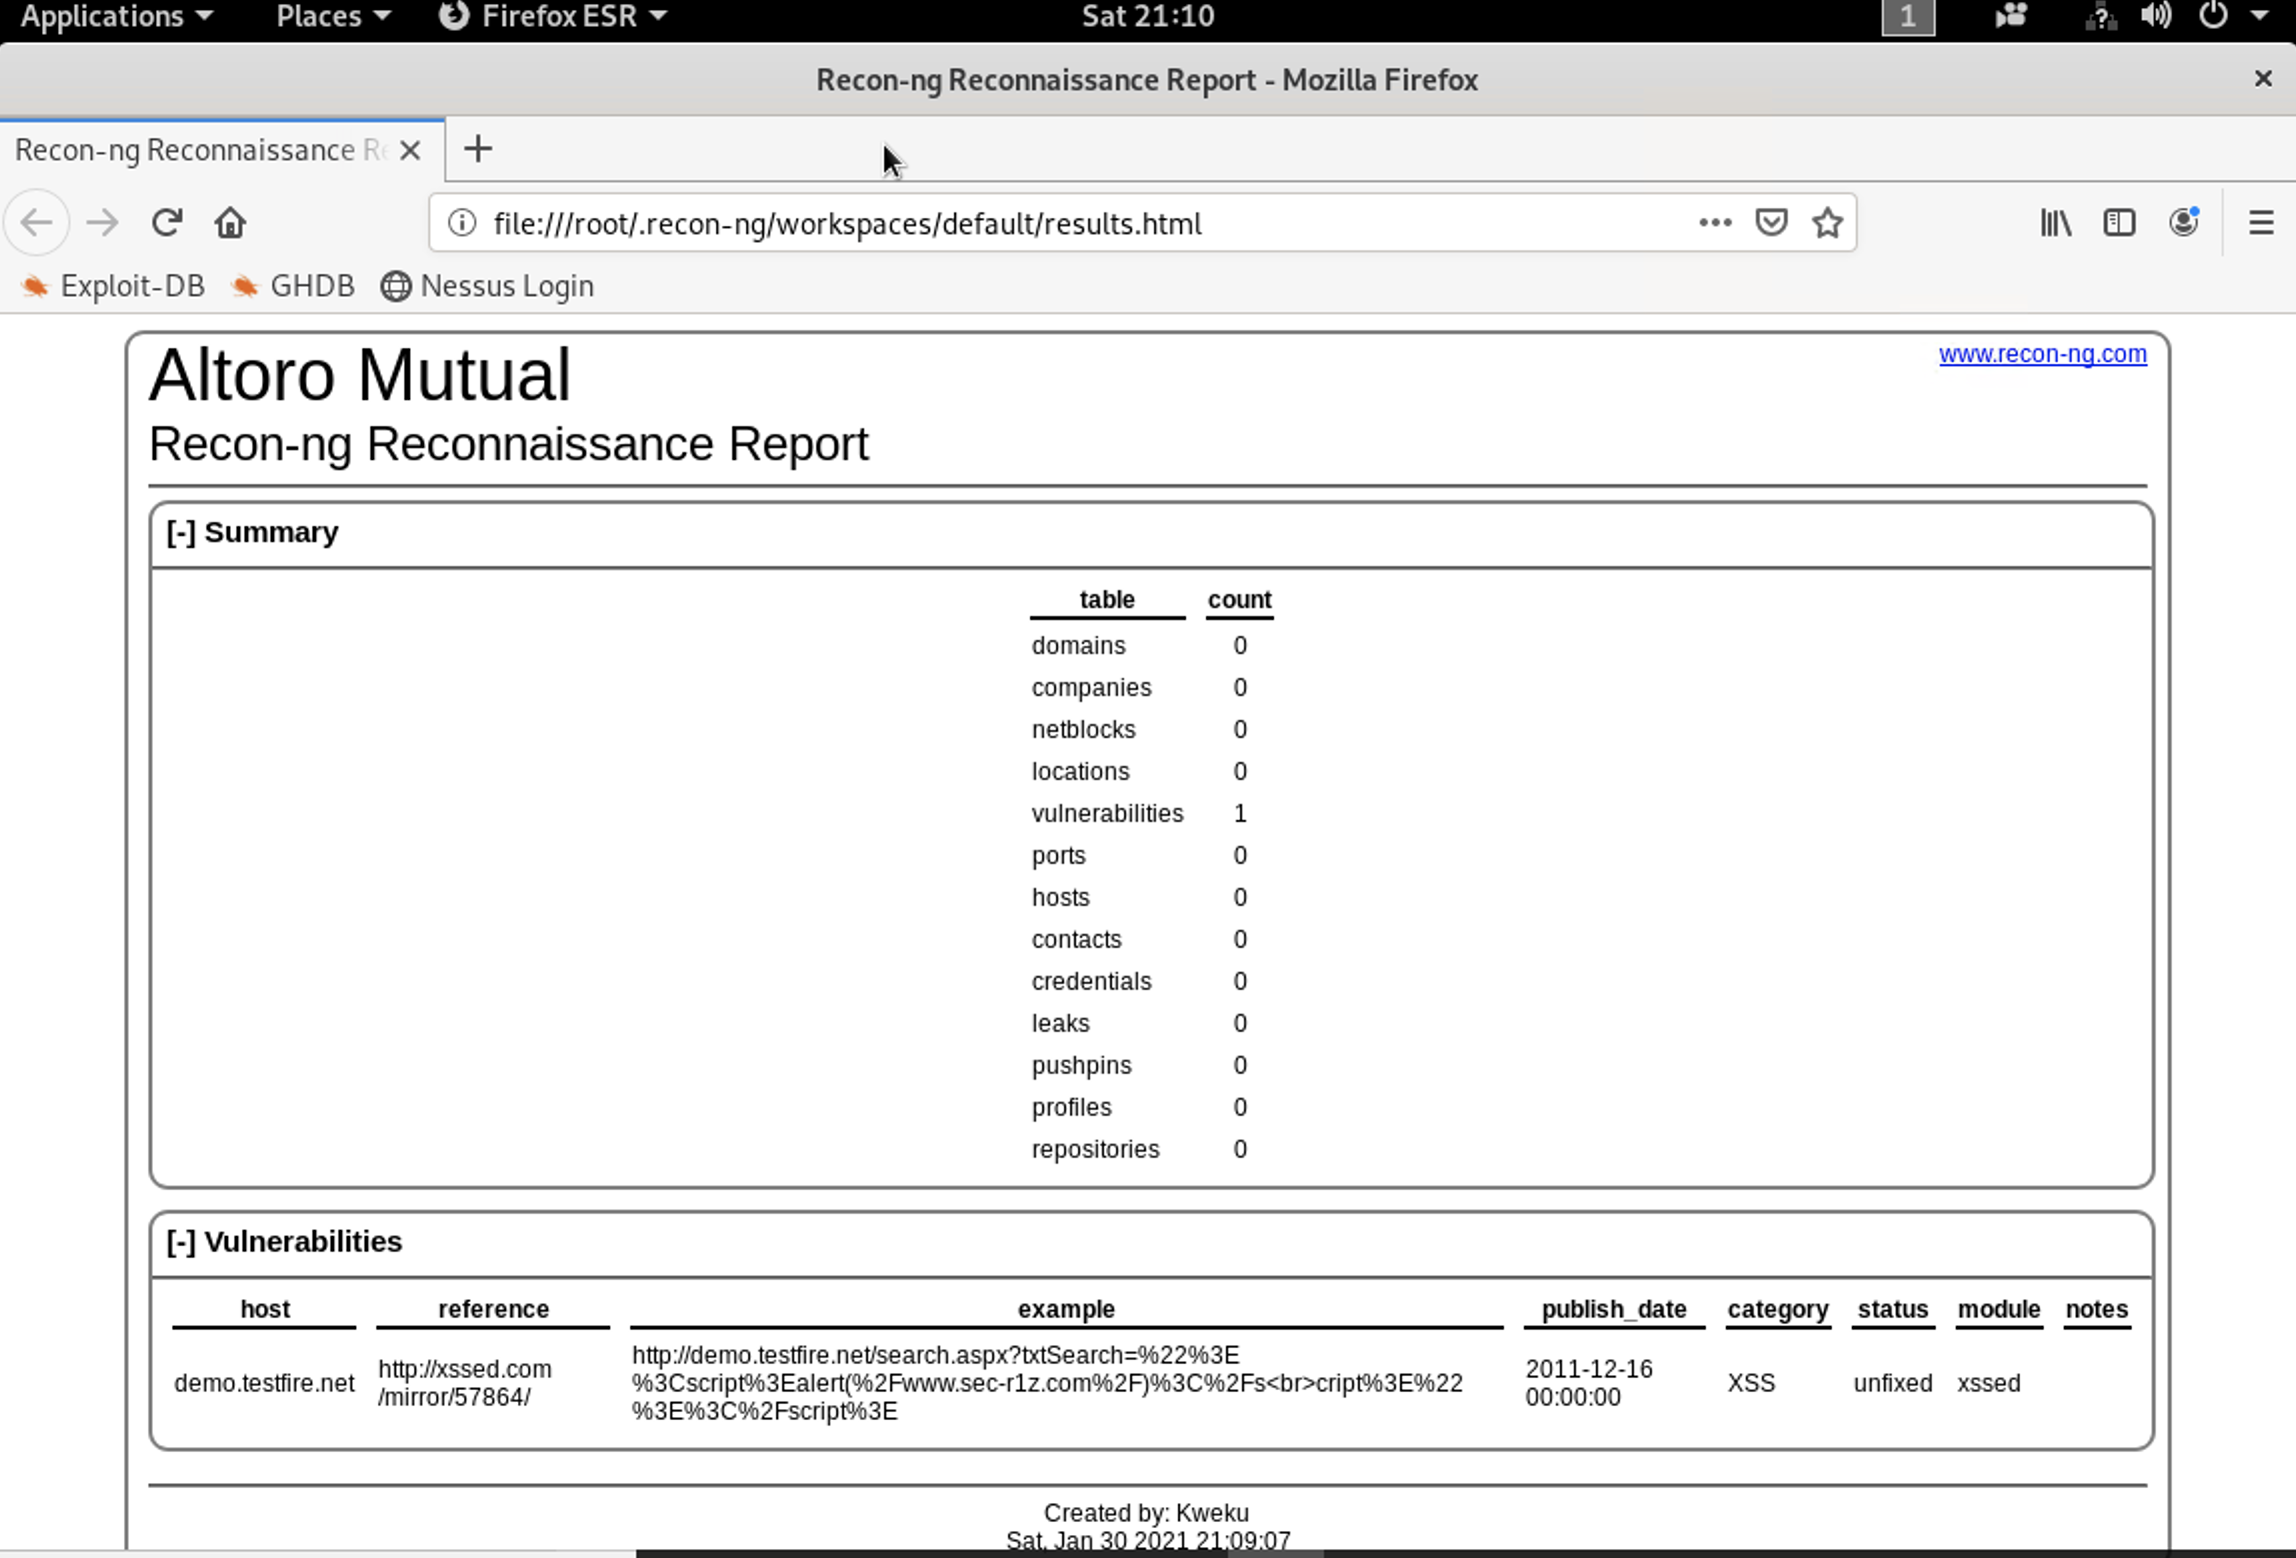 Applications Places Firefox ESR Sat 21:10 1
Recon-ng Reconnaissance Report - Mozilla Firefox
Recon-ng Reconnaissance
file:///root/.recon-ng/workspaces/default/results.html
Exploit-DB GHDB Nessus Login
Altoro Mutual www.recon-ng.com
Recon-ng Reconnaissance Report
[-] Summary
table count
domains 0
companies 0
netblocks 0
locations 0
vulnerabilities 1
ports 0
hosts 0
contacts 0
credentials 0
leaks 0
pushpins 0
profiles 0
repositories 0
[-] Vulnerabilities
host reference example publish_date category status module notes
demo.testfire.net
http://xssed.com
/mirror/57864/
http://demo.testfire.net/search.aspx?txtSearch=%22%3E
%3Cscript%3Ealert(%2Fwww.sec-r1z.com%2F)%3C%2Fs<br>cript%3E%22
%3E%3C%2Fscript%3E
2011-12-16
00:00:00
XSS
unfixed
xssed
Created by: Kweku
Sat, Jan 30 2021 21:09:07